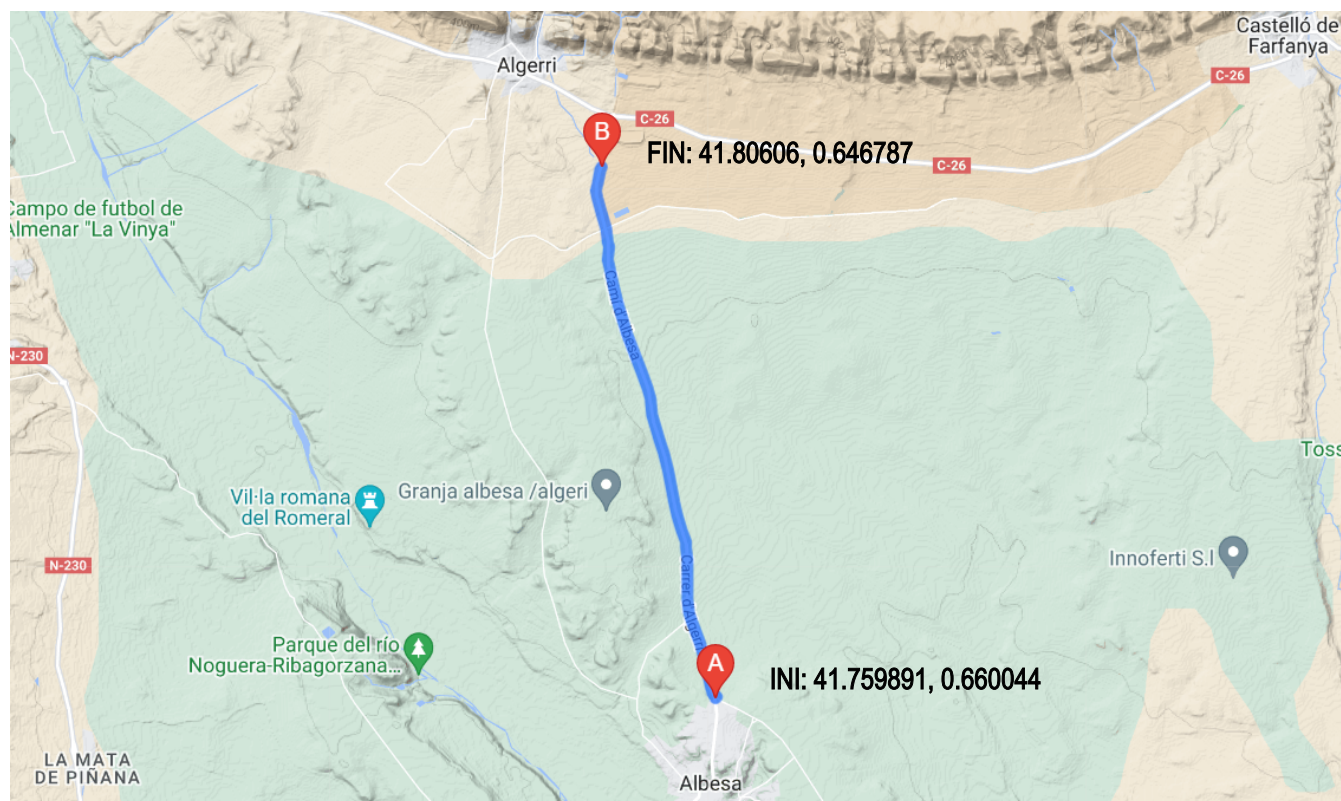 Castelló de
Farfanya
Algerri
C-26
C-26
B
FIN: 41.80606, 0.646787
C-26
Campo de futbol de
Almenar "La Vinya"
Camí d'Albesa
N-230
Toss
Vil·la romana
del Romeral
Granja albesa /algeri
Innoferti S.l
N-230
Carrer d'Algerri
Parque del río
Noguera-Ribagorzana...
A
INI: 41.759891, 0.660044
LA MATA
DE PIÑANA
Albesa